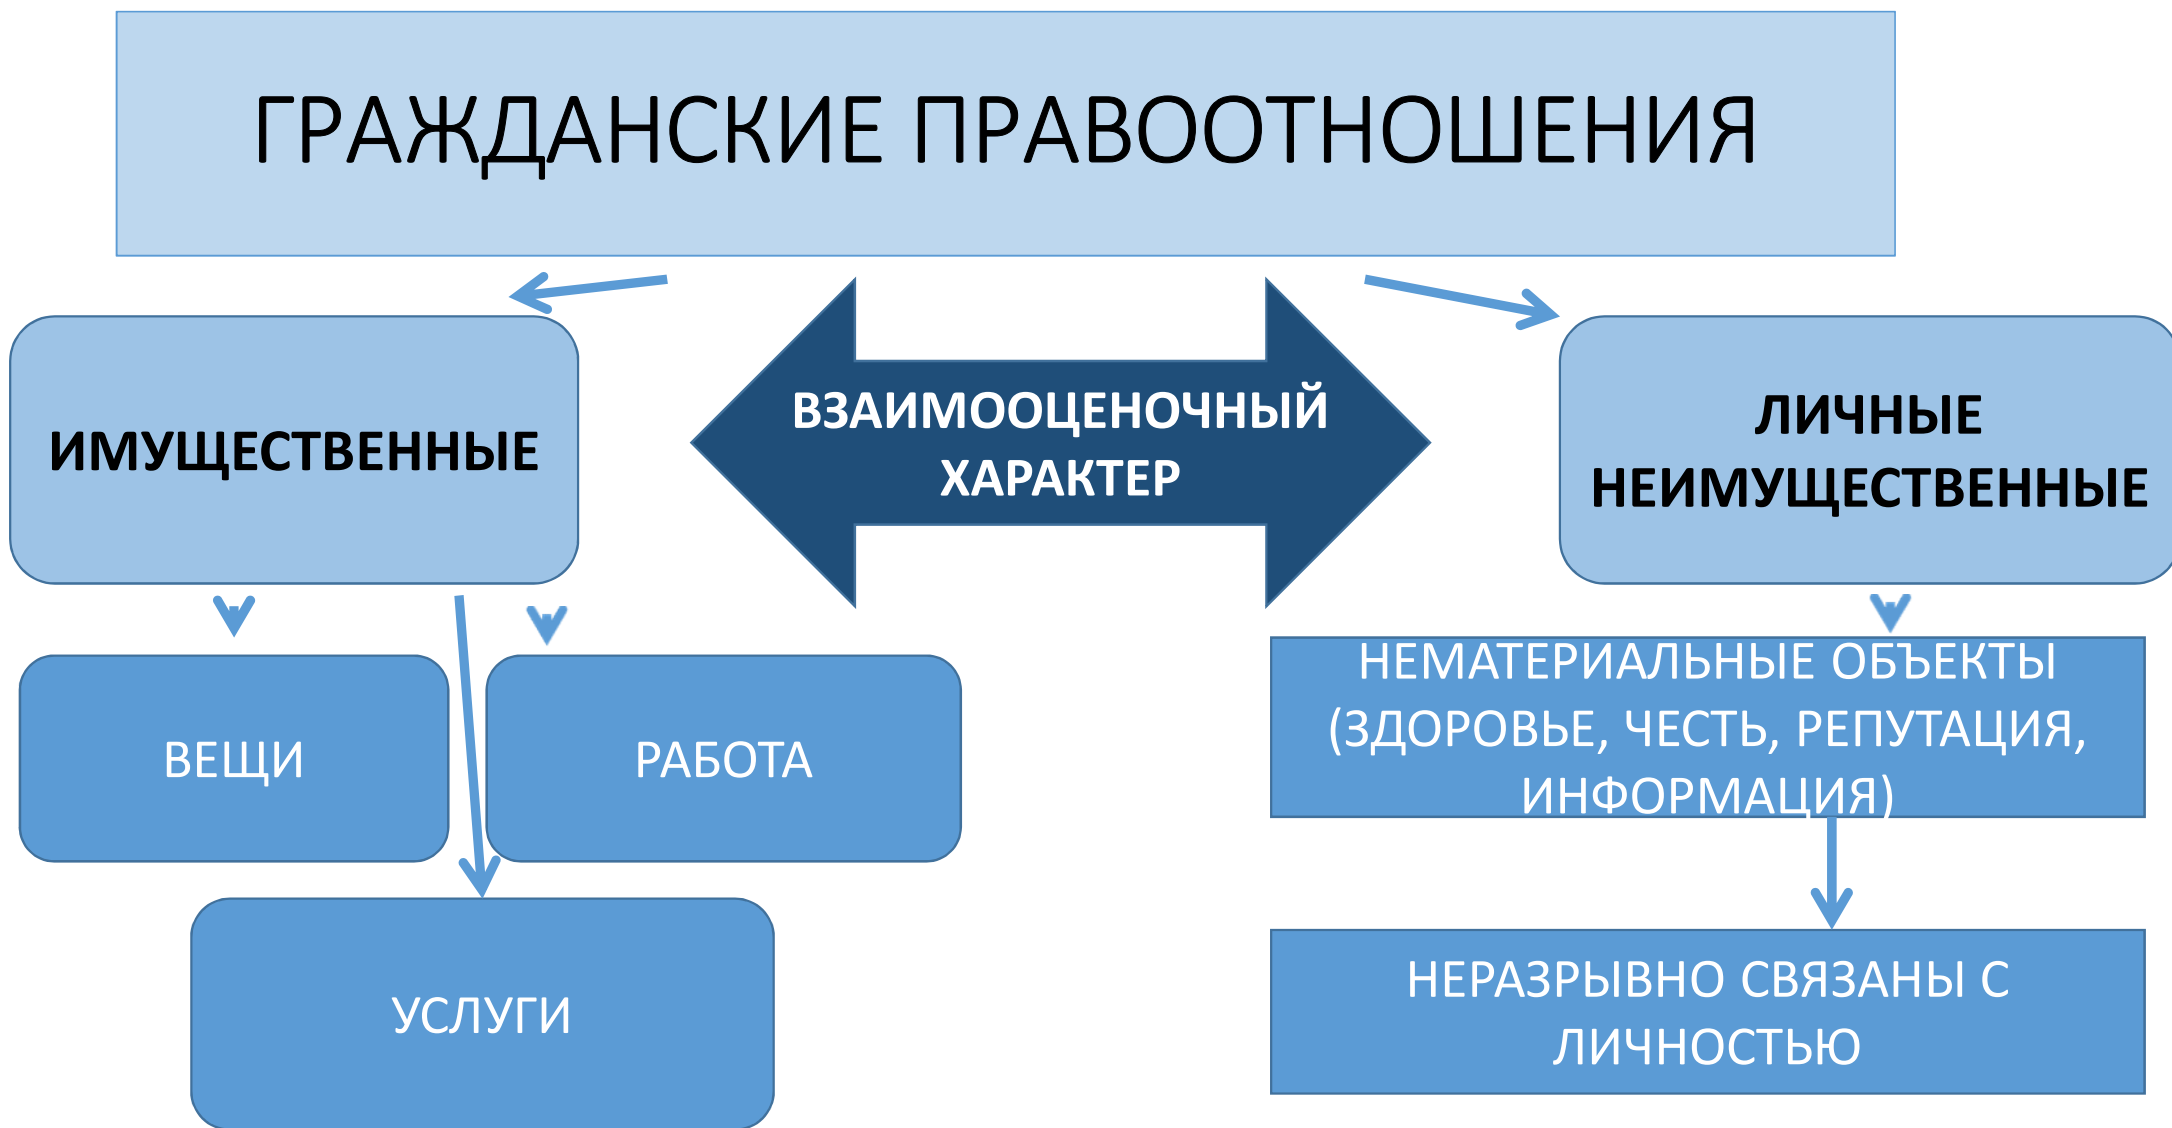 ГРАЖДАНСКИЕ ПРАВООТНОШЕНИЯ
ИМУЩЕСТВЕННЫЕ
ВЗАИМООЦЕНОЧНЫЙ
ХАРАКТЕР
ЛИЧНЫЕ
НЕИМУЩЕСТВЕННЫЕ
ВЕЩИ
РАБОТА
УСЛУГИ
НЕМАТЕРИАЛЬНЫЕ ОБЪЕКТЫ
(ЗДОРОВЬЕ, ЧЕСТЬ, РЕПУТАЦИЯ,
ИНФОРМАЦИЯ)
НЕРАЗРЫВНО СВЯЗАНЫ С
ЛИЧНОСТЬЮ